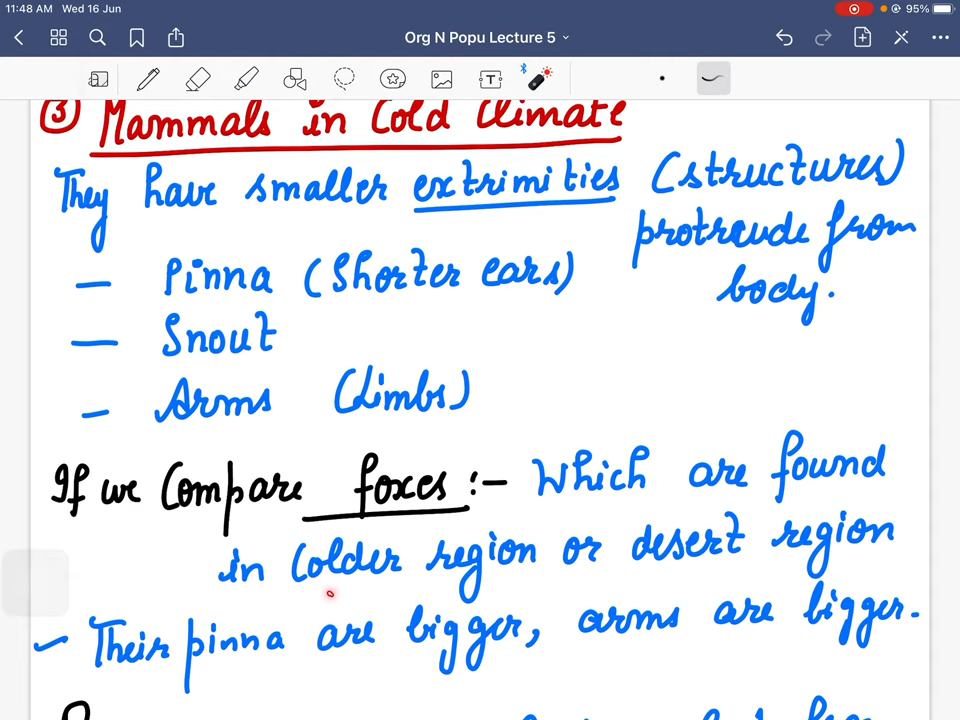 11:48 AM Wed 16 Jun
95%
Org N Popu Lecture 5
T
③ Mammals in Cold Climate
They have smaller extrimities (structures)
protreude from
body.
— Pinna (Shorter ears)
— Snout
— Arms (Limbs)
If we Compare foxes :- Which are found
in Colder region or desert region
- Their pinna are bigger, arms are bigger.